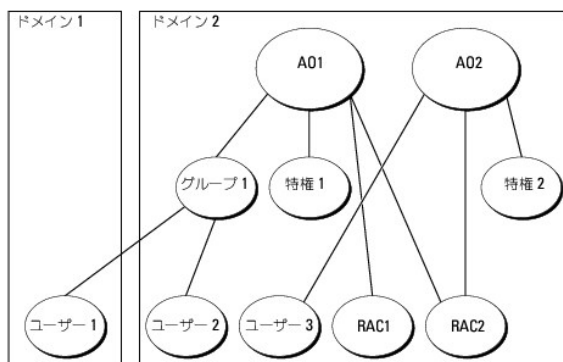 ドメイン 1
ドメイン 2
A01
A02
グループ 1
特権 1
特権 2
ユーザー 1
ユーザー 2
ユーザー 3
RAC1
RAC2